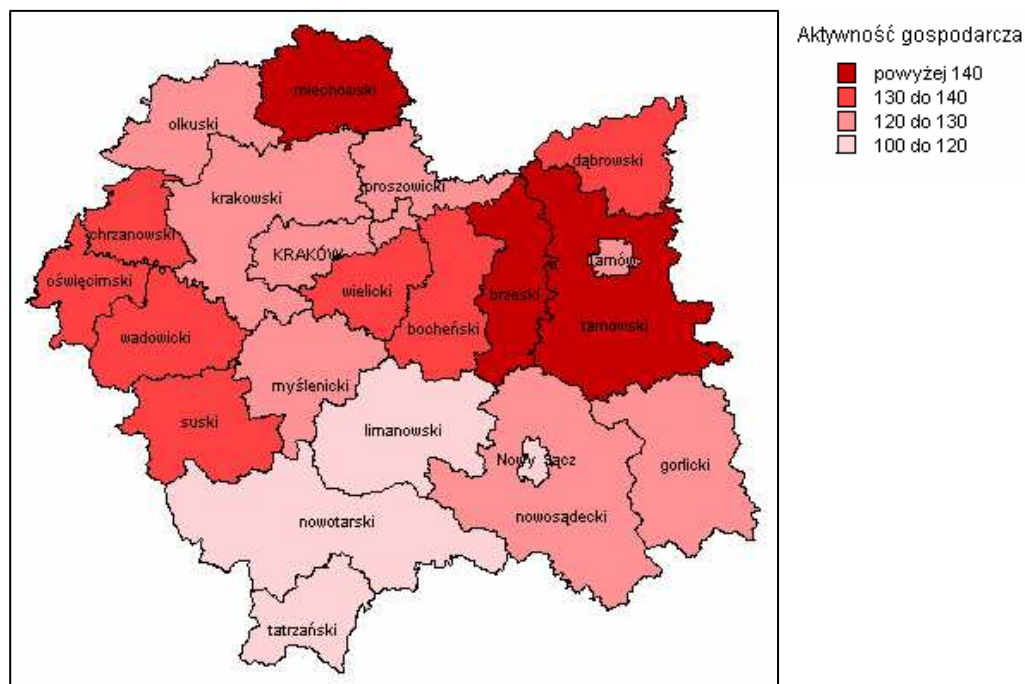 Aktywność gospodarcza
powyżej 140
130 do 140
120 do 130
100 do 120
miechowski
olkuski
dąbrowski
proszowicki
krakowski
chrzanowski
KRAKÓW
Tarnów
oświęcimski
wielicki
brzeski
bocheński
tarnowski
wadowicki
myślenicki
suski
limanowski
Nowy Sącz
gorlicki
nowotarski
nowosądecki
tatrzański